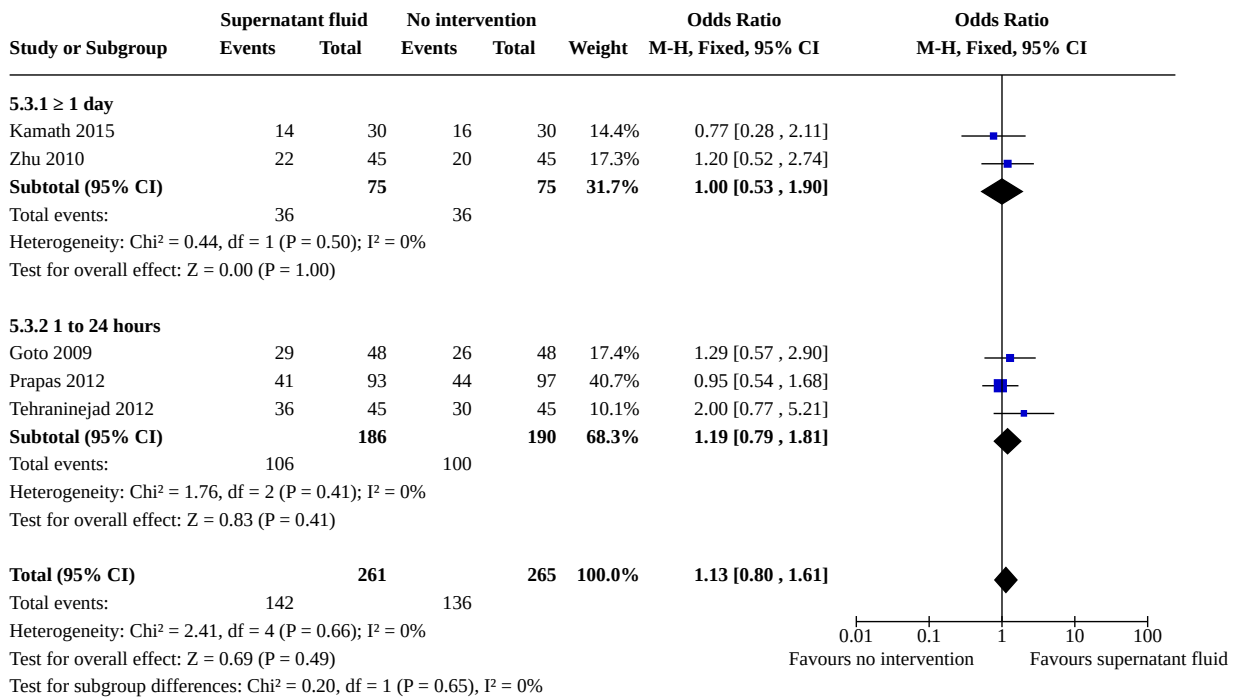 Supernatant fluid No intervention Odds Ratio Odds Ratio
Study or Subgroup Events Total Events Total Weight M-H, Fixed, 95% CI M-H, Fixed, 95% CI
5.3.1 ≥ 1 day
Kamath 2015 14 30 16 30 14.4% 0.77 [0.28 , 2.11]
Zhu 2010 22 45 20 45 17.3% 1.20 [0.52 , 2.74]
Subtotal (95% CI) 75 75 31.7% 1.00 [0.53 , 1.90]
Total events: 36 36
Heterogeneity: Chi² = 0.44, df = 1 (P = 0.50); I² = 0%
Test for overall effect: Z = 0.00 (P = 1.00)
5.3.2 1 to 24 hours
Goto 2009 29 48 26 48 17.4% 1.29 [0.57 , 2.90]
Prapas 2012 41 93 44 97 40.7% 0.95 [0.54 , 1.68]
Tehraninejad 2012 36 45 30 45 10.1% 2.00 [0.77 , 5.21]
Subtotal (95% CI) 186 190 68.3% 1.19 [0.79 , 1.81]
Total events: 106 100
Heterogeneity: Chi² = 1.76, df = 2 (P = 0.41); I² = 0%
Test for overall effect: Z = 0.83 (P = 0.41)
Total (95% CI) 261 265 100.0% 1.13 [0.80 , 1.61]
Total events: 142 136
Heterogeneity: Chi² = 2.41, df = 4 (P = 0.66); I² = 0%
0.01 0.1 1 10 100
Test for overall effect: Z = 0.69 (P = 0.49)
Favours no intervention Favours supernatant fluid
Test for subgroup differences: Chi² = 0.20, df = 1 (P = 0.65), I² = 0%